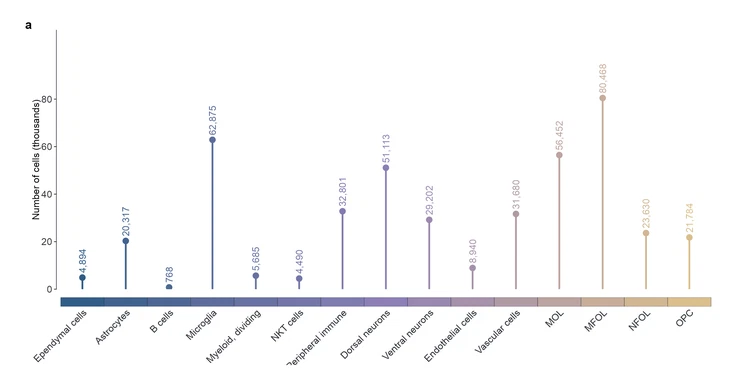 a
Number of cells (thousands)
80
60
40
20
0
4,894
20,317
768
62,875
5,685
4,490
32,801
51,113
29,202
8,940
31,680
56,452
80,468
23,630
21,784
Ependymal cells
Astrocytes
B cells
Microglia
Myeloid, dividing
NKT cells
Peripheral immune
Dorsal neurons
Ventral neurons
Endothelial cells
Vascular cells
MOL
MFOL
NFOL
OPC